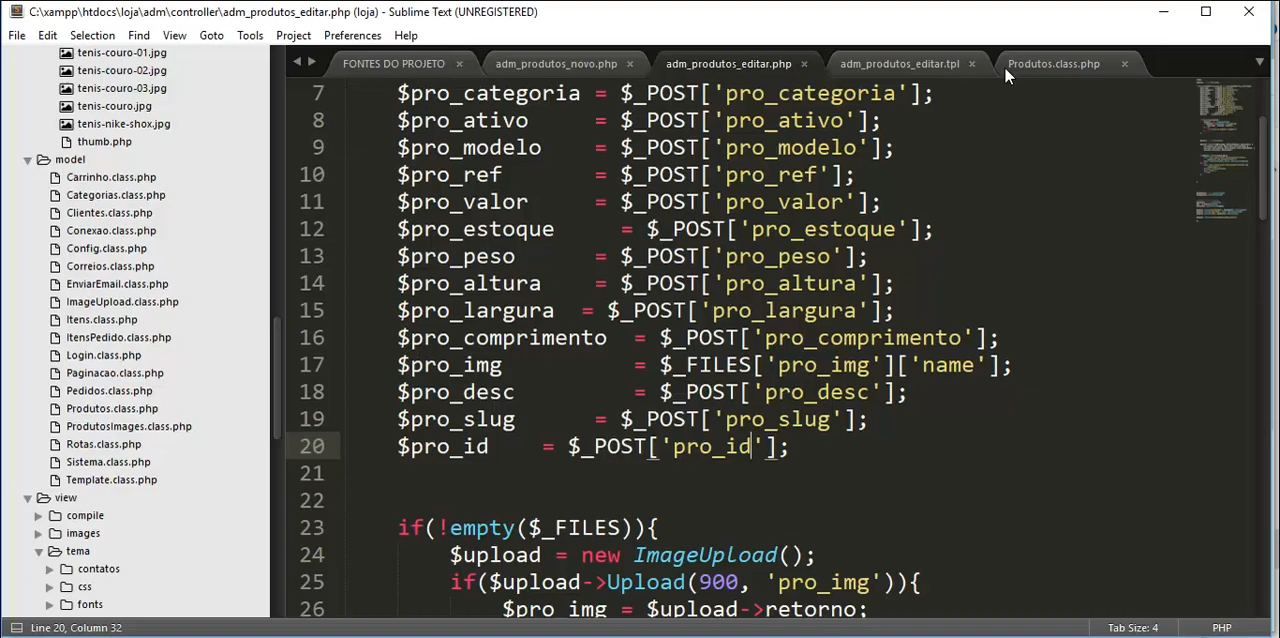 C:\xampp\htdocs\loja\adm\controller\adm_produtos_editar.php (loja) - Sublime Text (UNREGISTERED)
File Edit Selection Find View Goto Tools Project Preferences Help
FONTES DO PROJETO × adm_produtos_novo.php × adm_produtos_editar.php × adm_produtos_editar.tpl × Produtos.class.php ×
tenis-couro-01.jpg
tenis-couro-02.jpg
tenis-couro-03.jpg
tenis-couro.jpg
tenis-nike-shox.jpg
thumb.php
model
Carrinho.class.php
Categorias.class.php
Clientes.class.php
Conexao.class.php
Config.class.php
Correios.class.php
EnviarEmail.class.php
ImageUpload.class.php
Itens.class.php
ItensPedido.class.php
Login.class.php
Paginacao.class.php
Pedidos.class.php
Produtos.class.php
ProdutosImages.class.php
Rotas.class.php
Sistema.class.php
Template.class.php
view
compile
images
tema
contatos
css
fonts
7 $pro_categoria = $_POST['pro_categoria'];
8 $pro_ativo = $_POST['pro_ativo'];
9 $pro_modelo = $_POST['pro_modelo'];
10 $pro_ref = $_POST['pro_ref'];
11 $pro_valor = $_POST['pro_valor'];
12 $pro_estoque = $_POST['pro_estoque'];
13 $pro_peso = $_POST['pro_peso'];
14 $pro_altura = $_POST['pro_altura'];
15 $pro_largura = $_POST['pro_largura'];
16 $pro_comprimento = $_POST['pro_comprimento'];
17 $pro_img = $_FILES['pro_img']['name'];
18 $pro_desc = $_POST['pro_desc'];
19 $pro_slug = $_POST['pro_slug'];
20 $pro_id = $_POST['pro_id'];
21
22
23 if(!empty($_FILES)){
24 $upload = new ImageUpload();
25 if($upload->Upload(900, 'pro_img')){
26 $pro_img = $upload->retorno;
Line 20, Column 32
Tab Size: 4
PHP